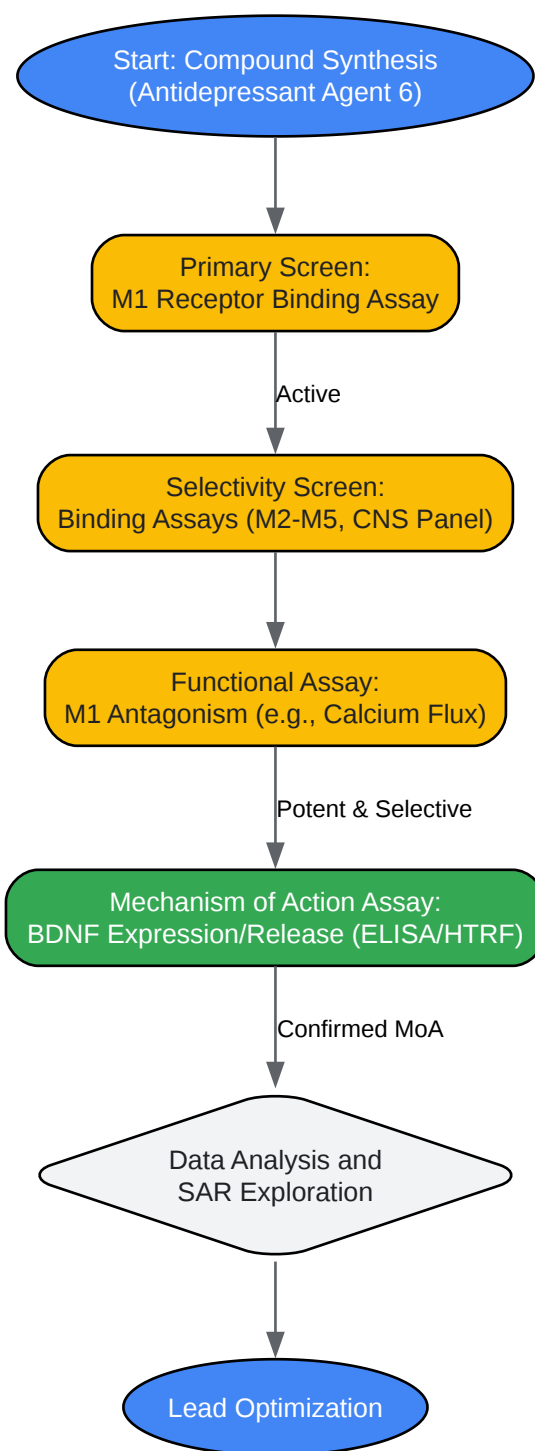 Start: Compound Synthesis
(Antidepressant Agent 6)
Primary Screen:
M1 Receptor Binding Assay
Active
Selectivity Screen:
Binding Assays (M2-M5, CNS Panel)
Functional Assay:
M1 Antagonism (e.g., Calcium Flux)
Potent & Selective
Mechanism of Action Assay:
BDNF Expression/Release (ELISA/HTRF)
Confirmed MoA
Data Analysis and
SAR Exploration
Lead Optimization